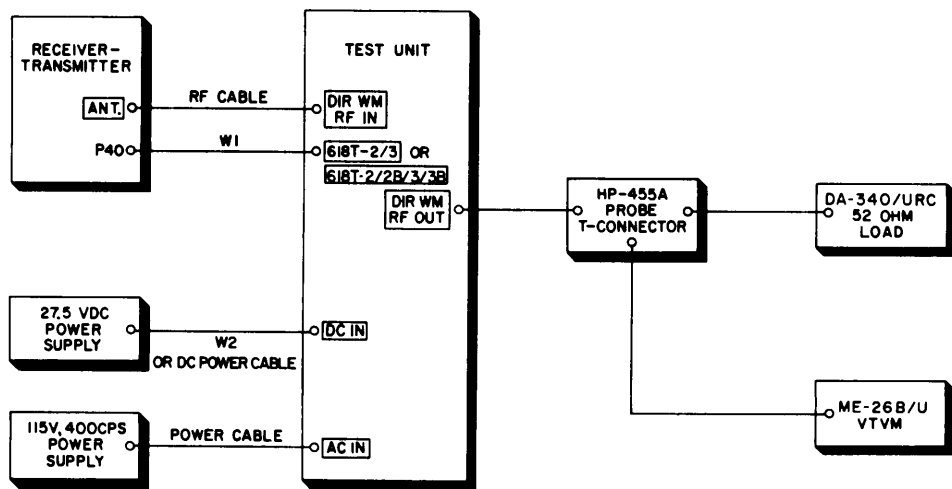 RECEIVER-
TRANSMITTER
ANT.
P40
RF CABLE
W1
TEST UNIT
DIR WM
RF IN
618T-2/3 OR
618T-2/2B/3/3B
DIR WM
RF OUT
HP-455A
PROBE
T-CONNECTOR
DA-340/URC
52 OHM
LOAD
27.5 VDC
POWER
SUPPLY
W2
OR DC POWER CABLE
DC IN
115V, 400CPS
POWER
SUPPLY
POWER CABLE
AC IN
ME-26B/U
VTVM